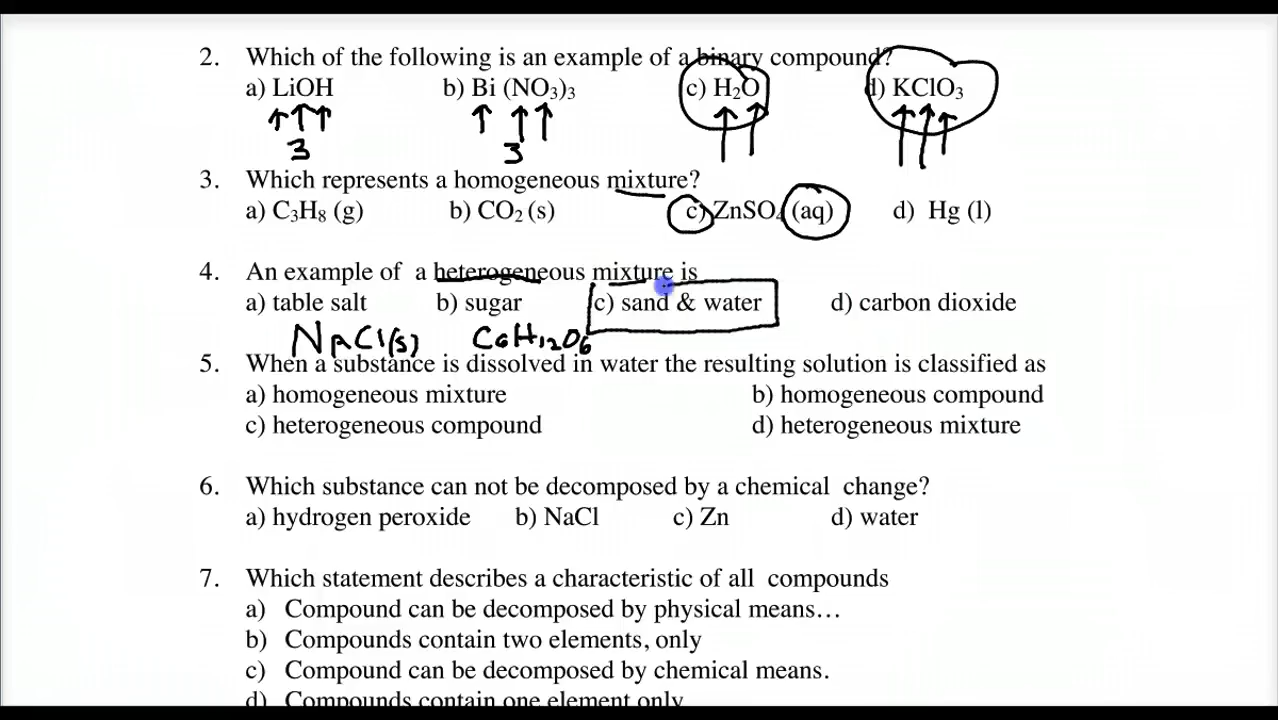 2. Which of the following is an example of a binary compound?
a) LiOH b) Bi (NO₃)₃ c) H₂O d) KClO₃
3 3
3. Which represents a homogeneous mixture?
a) C₃H₈ (g) b) CO₂ (s) c) ZnSO₄ (aq) d) Hg (l)
4. An example of a heterogeneous mixture is
a) table salt b) sugar c) sand & water d) carbon dioxide
NaCl(s) C6H12O6
5. When a substance is dissolved in water the resulting solution is classified as
a) homogeneous mixture b) homogeneous compound
c) heterogeneous compound d) heterogeneous mixture
6. Which substance can not be decomposed by a chemical change?
a) hydrogen peroxide b) NaCl c) Zn d) water
7. Which statement describes a characteristic of all compounds
a) Compound can be decomposed by physical means…
b) Compounds contain two elements, only
c) Compound can be decomposed by chemical means.
d) Compounds contain one element only